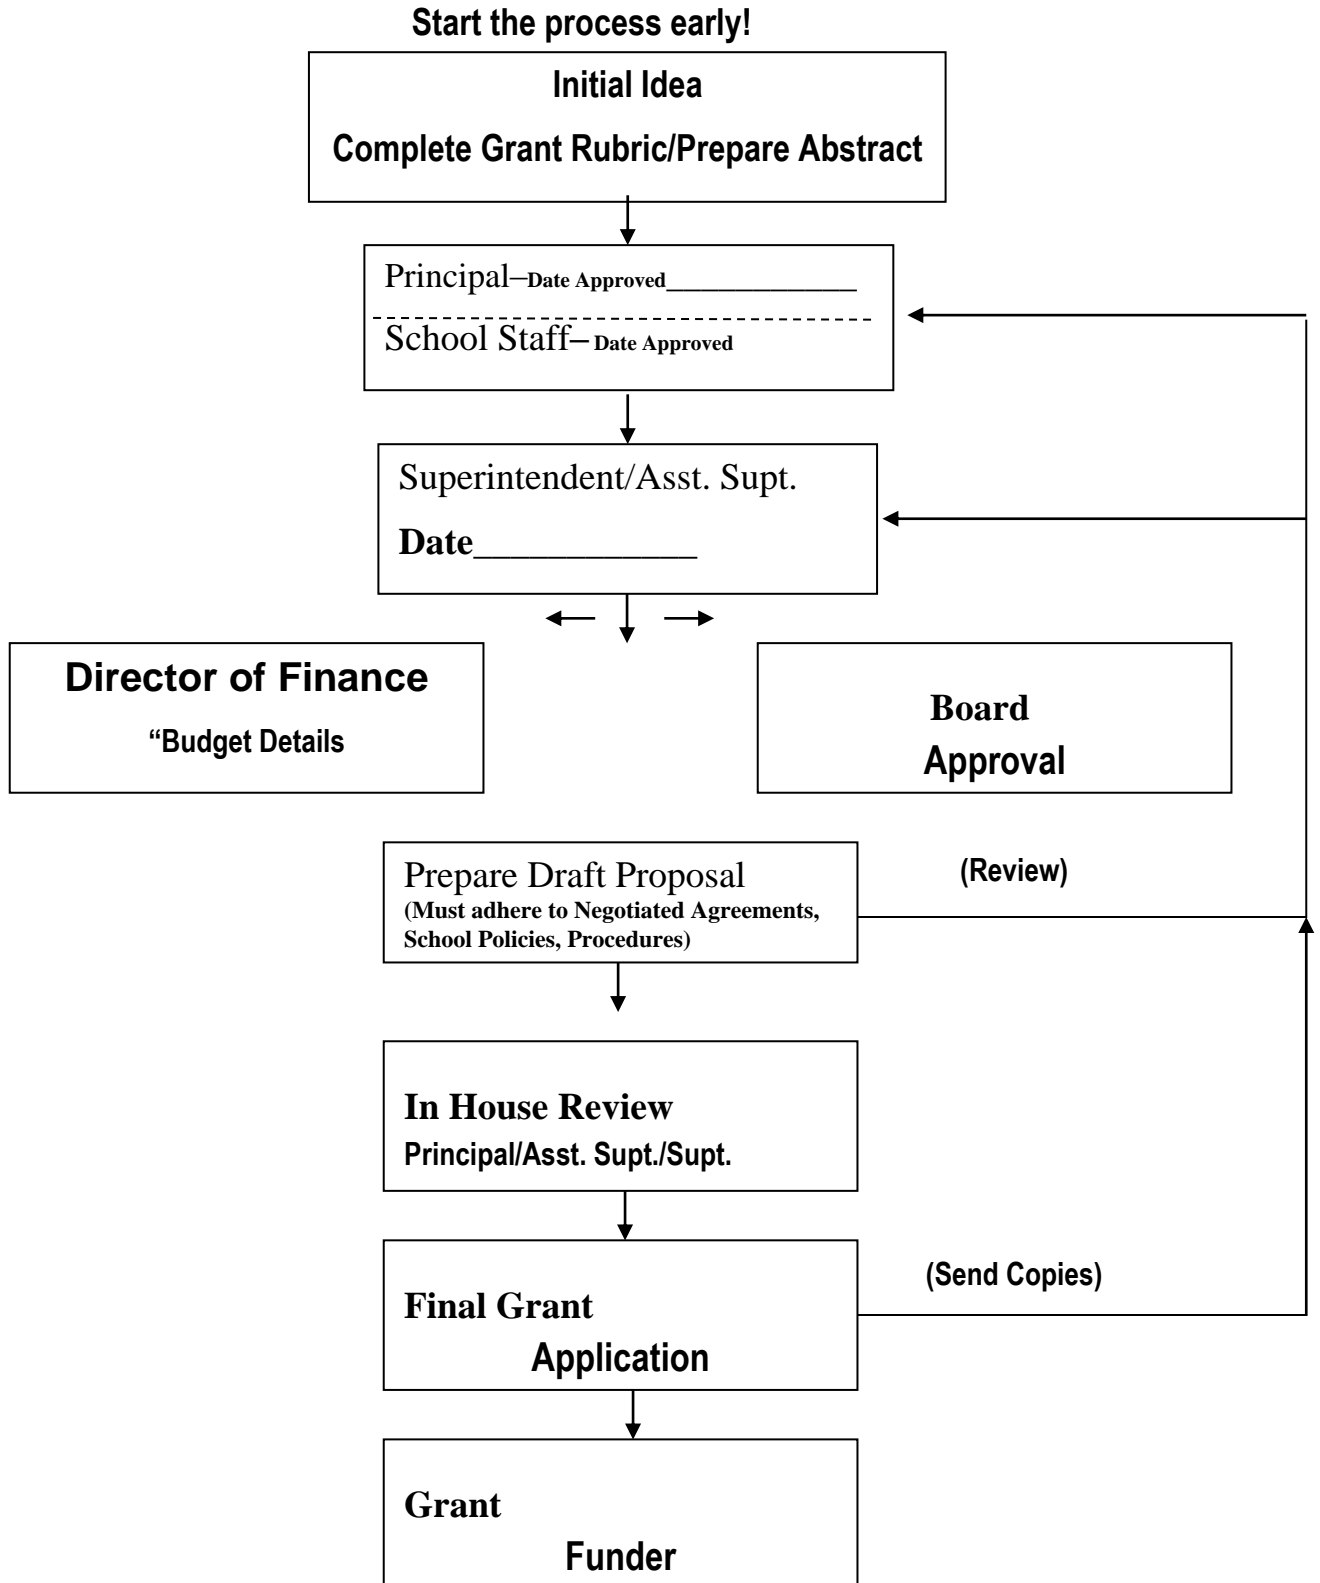 Start the process early!
Initial Idea
Complete Grant Rubric/Prepare Abstract
Principal–Date Approved______________
School Staff– Date Approved
Superintendent/Asst. Supt.
Date____________
Director of Finance
“Budget Details
Board
Approval
Prepare Draft Proposal
(Must adhere to Negotiated Agreements,
School Policies, Procedures)
(Review)
In House Review
Principal/Asst. Supt./Supt.
Final Grant
Application
(Send Copies)
Grant
Funder